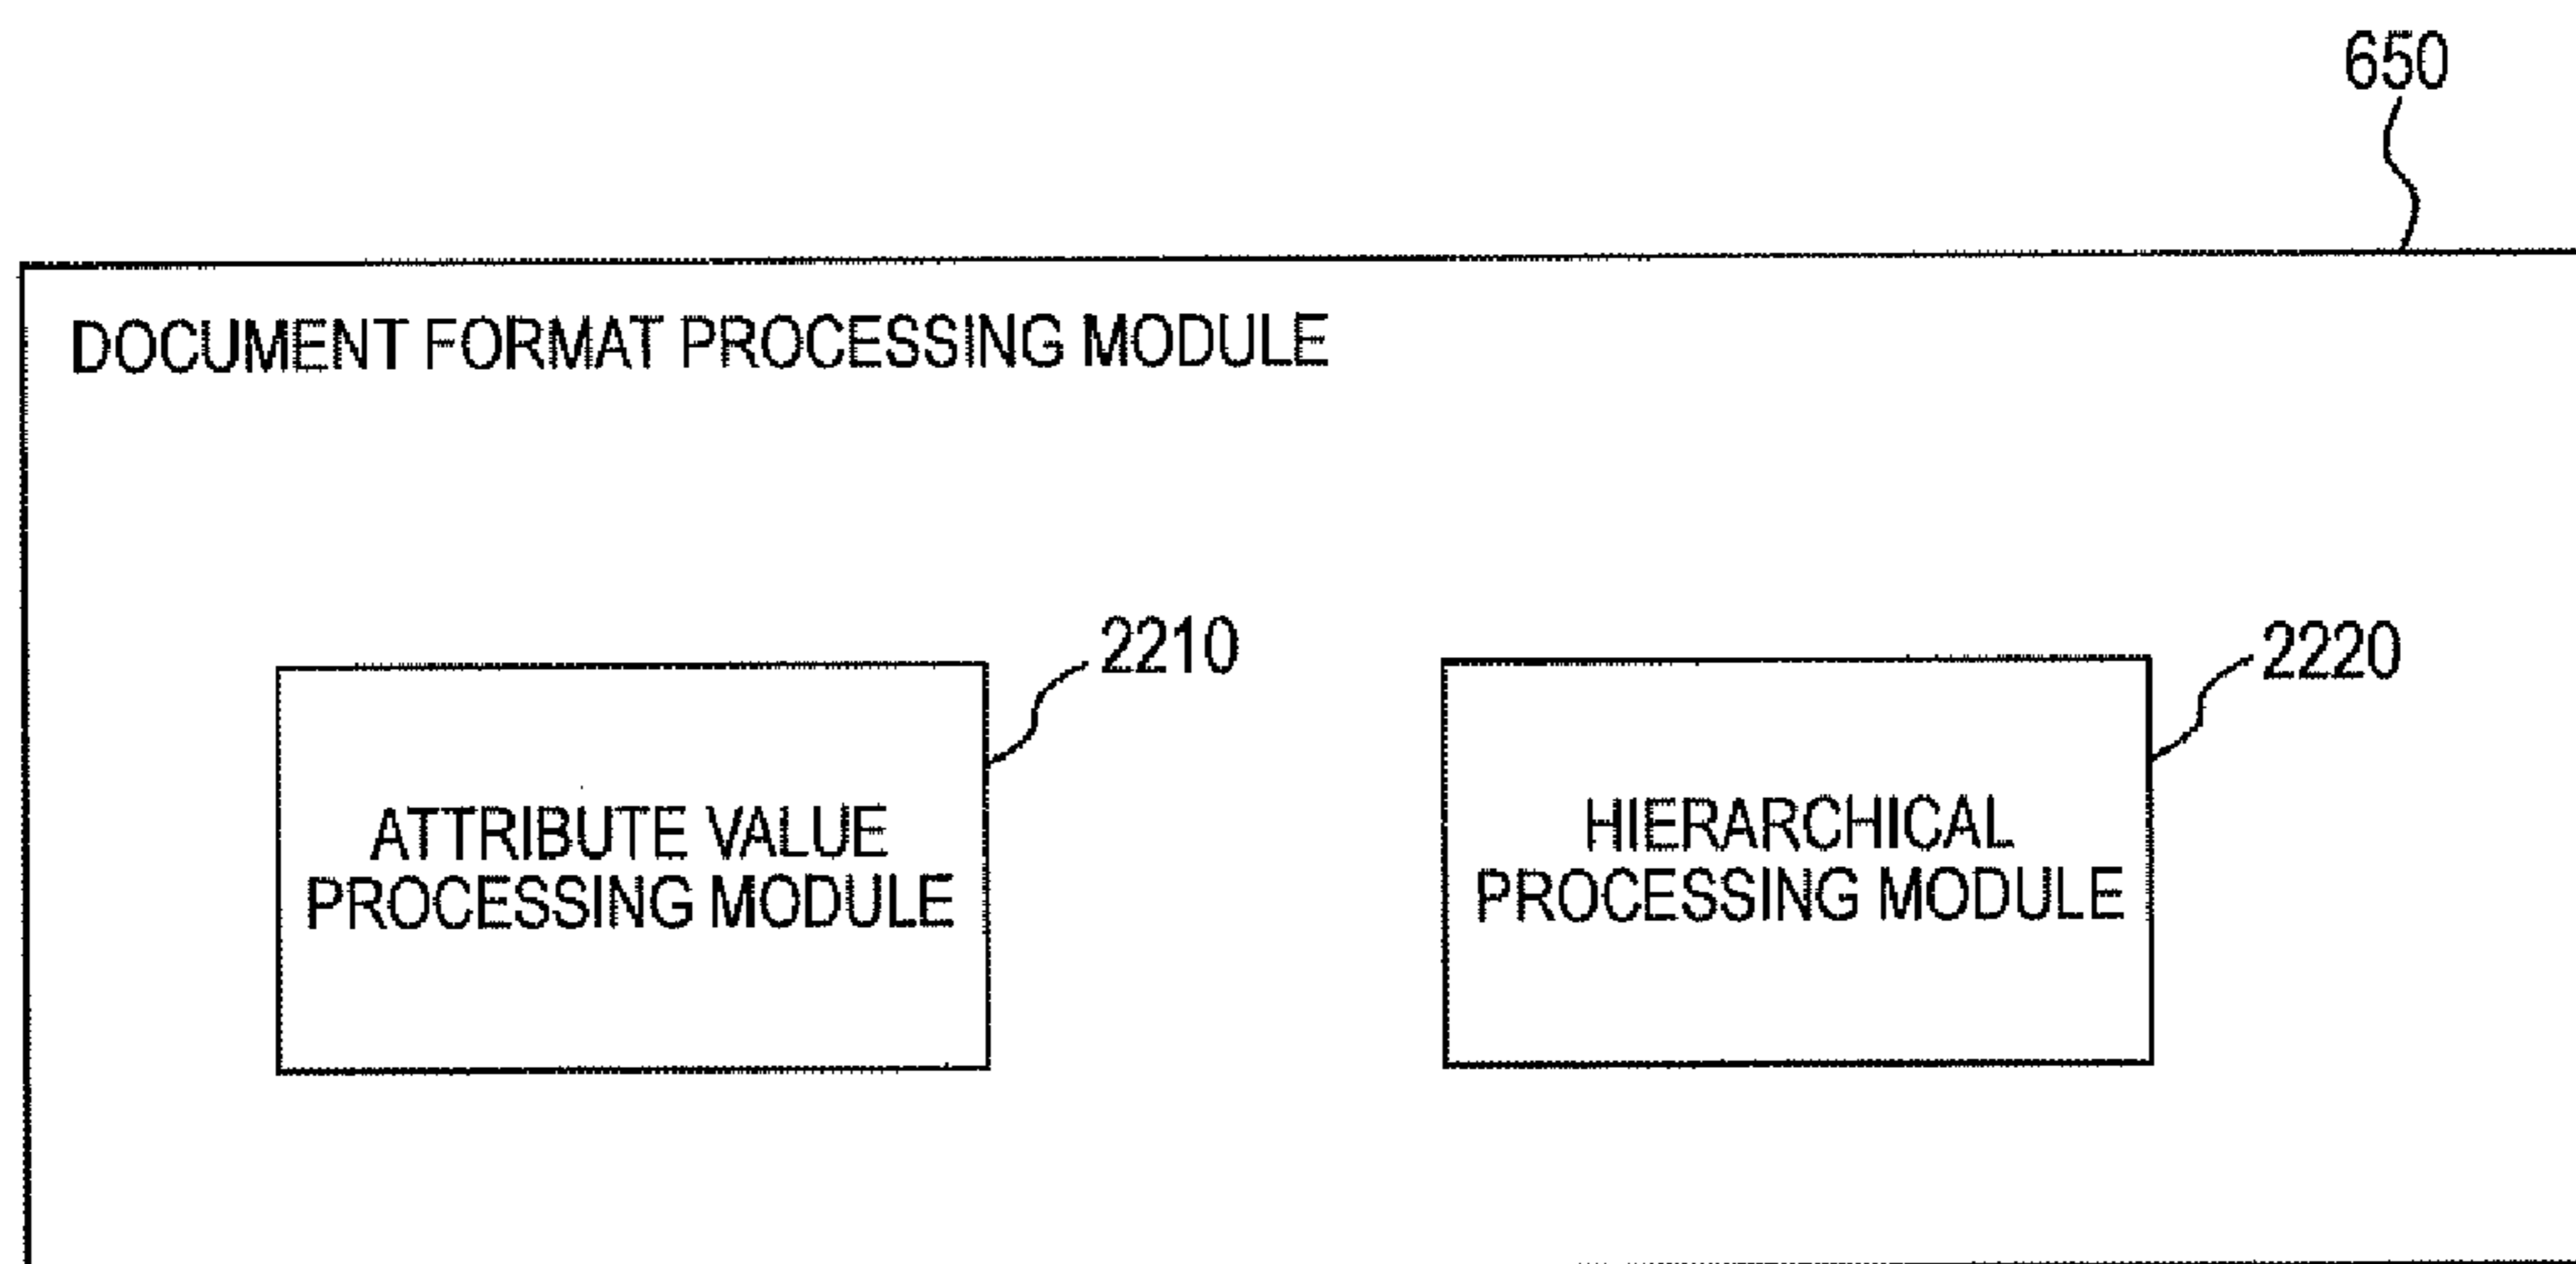 650
DOCUMENT FORMAT PROCESSING MODULE
2210
2220
ATTRIBUTE VALUE
PROCESSING MODULE
HIERARCHICAL
PROCESSING MODULE